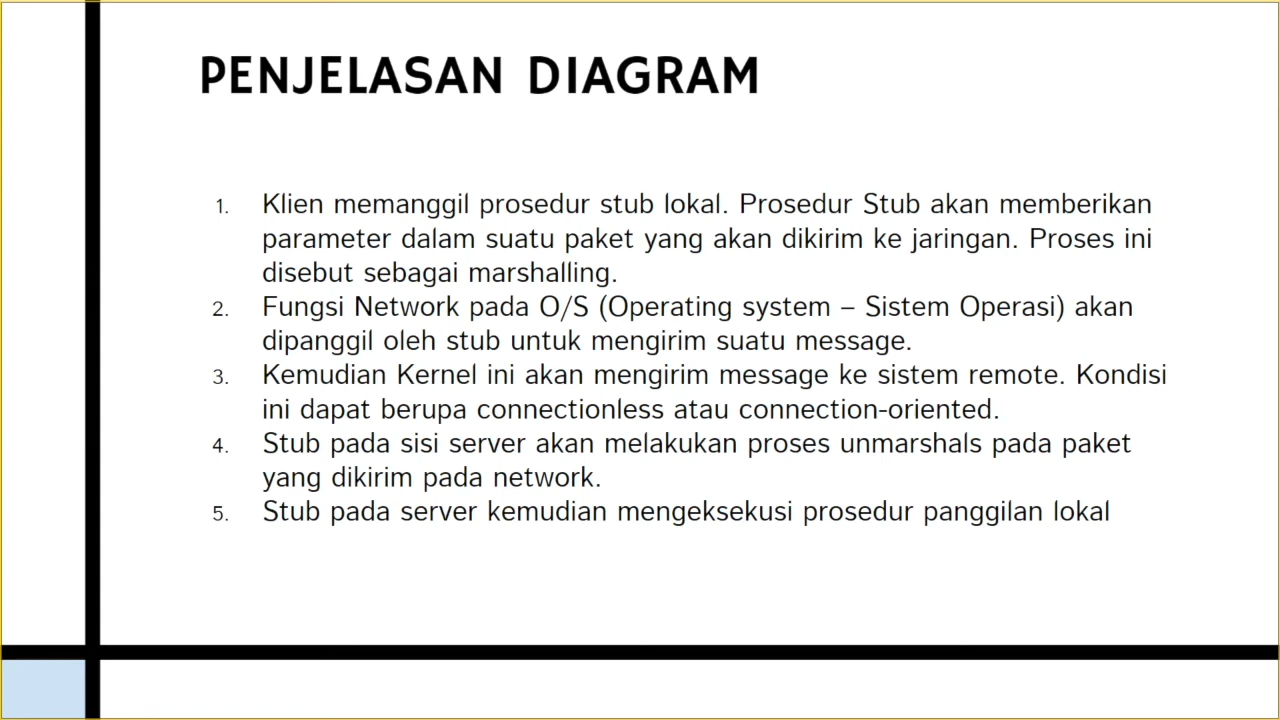 PENJELASAN DIAGRAM
1. Klien memanggil prosedur stub lokal. Prosedur Stub akan memberikan
parameter dalam suatu paket yang akan dikirim ke jaringan. Proses ini
disebut sebagai marshalling.
2. Fungsi Network pada O/S (Operating system – Sistem Operasi) akan
dipanggil oleh stub untuk mengirim suatu message.
3. Kemudian Kernel ini akan mengirim message ke sistem remote. Kondisi
ini dapat berupa connectionless atau connection-oriented.
4. Stub pada sisi server akan melakukan proses unmarshals pada paket
yang dikirim pada network.
5. Stub pada server kemudian mengeksekusi prosedur panggilan lokal